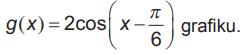 g(x) = 2cos(x − π/6) grafiku.